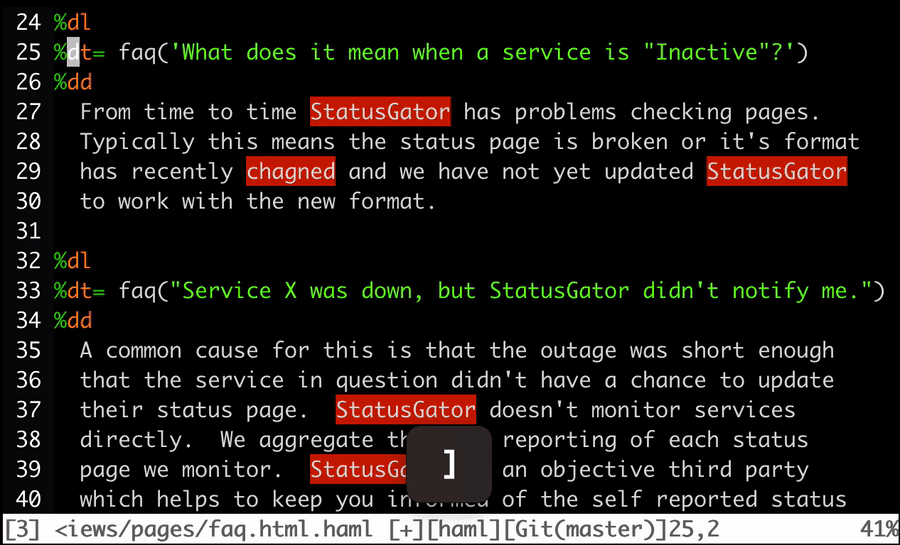 24 %dl
25 %dt= faq('What does it mean when a service is "Inactive"?')
26 %dd
27   From time to time StatusGator has problems checking pages.
28   Typically this means the status page is broken or it's format
29   has recently chagned and we have not yet updated StatusGator
30   to work with the new format.
31
32 %dl
33 %dt= faq("Service X was down, but StatusGator didn't notify me.")
34 %dd
35   A common cause for this is that the outage was short enough
36   that the service in question didn't have a chance to update
37   their status page.  StatusGator doesn't monitor services
38   directly.  We aggregate reporting of each status
39   page we monitor.  an objective third party
40   which helps to keep you informed of the self reported status
]
[3] <iews/pages/faq.html.haml [+][haml][Git(master)]25,2 41%